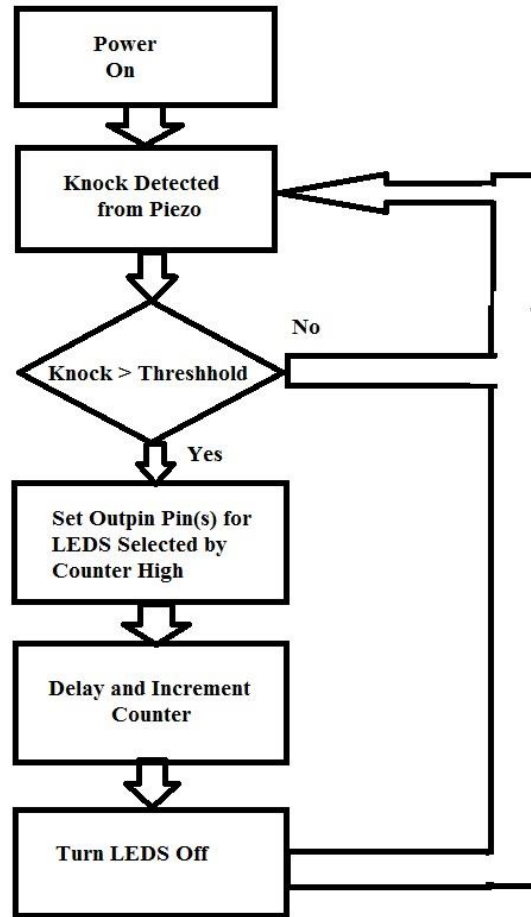 Power
On
Knock Detected
from Piezo
No
Knock > Threshhold
Yes
Set Outpin Pin(s) for
LEDS Selected by
Counter High
Delay and Increment
Counter
Turn LEDS Off